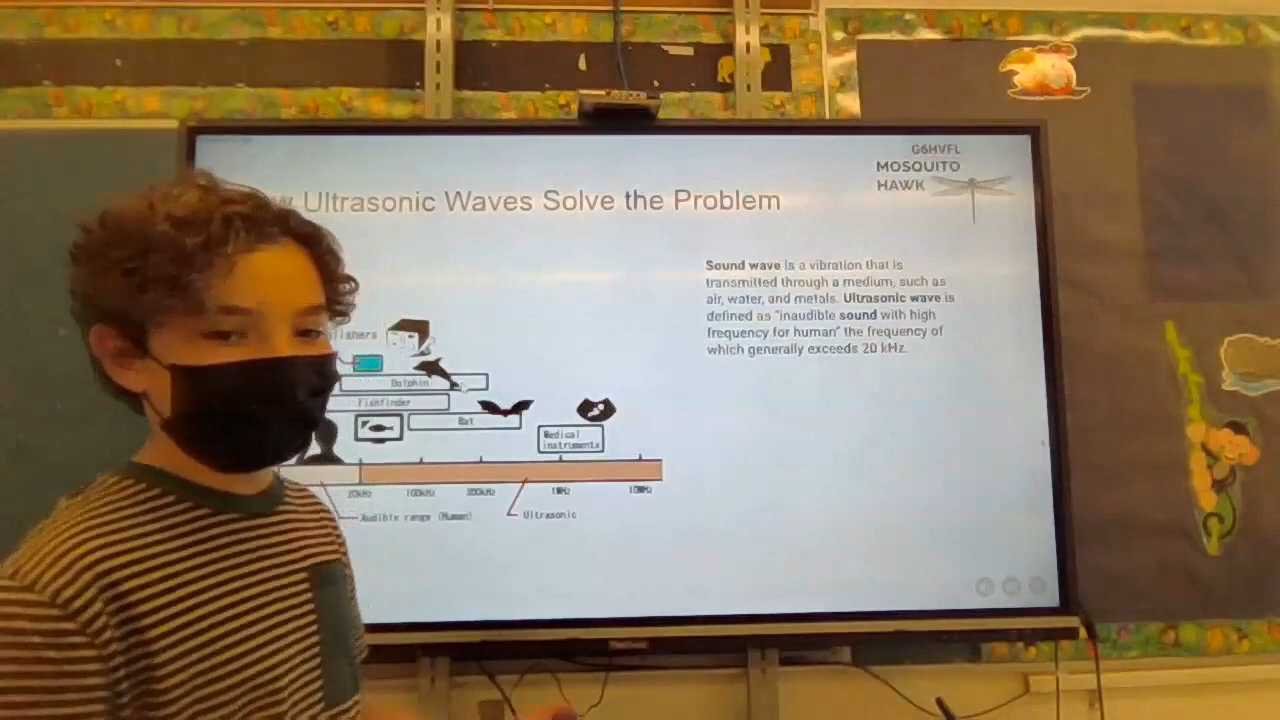 G6HVFL
MOSQUITO
HAWK
Ultrasonic Waves Solve the Problem
Sound wave is a vibration that is
transmitted through a medium, such as
air, water, and metals. Ultrasonic wave is
defined as "inaudible sound with high
frequency for human" the frequency of
which generally exceeds 20 kHz.
Dolphin
Fishfinder
Bat
Medical
instruments
20kHz 100kHz 300kHz 1MHz 10MHz
Audible range (Human)
Ultrasonic